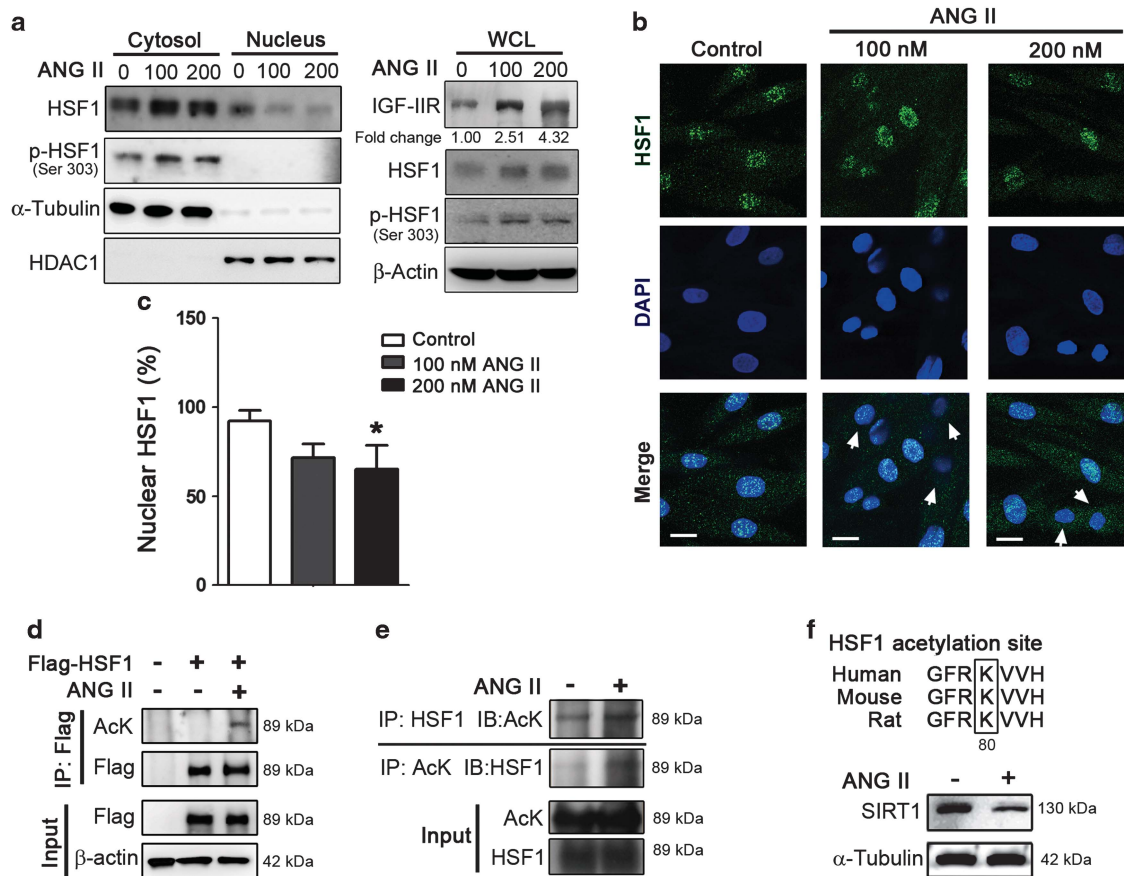 a
Cytosol Nucleus
ANG II 0 100 200 0 100 200
HSF1
p-HSF1
(Ser 303)
α-Tubulin
HDAC1
WCL
ANG II 0 100 200
IGF-IIR
Fold change 1.00 2.51 4.32
HSF1
p-HSF1
(Ser 303)
β-Actin
b
ANG II
Control 100 nM 200 nM
HSF1
DAPI
Merge
c
Nuclear HSF1 (%)
150
100
50
0
Control
100 nM ANG II
200 nM ANG II
*
d
Flag-HSF1 - + +
ANG II - - +
IP: Flag
AcK 89 kDa
Flag 89 kDa
Input
Flag 89 kDa
β-actin 42 kDa
e
ANG II - +
IP: HSF1 IB:AcK 89 kDa
IP: AcK IB:HSF1 89 kDa
Input
AcK 89 kDa
HSF1 89 kDa
f
HSF1 acetylation site
Human GFR K VVH
Mouse GFR K VVH
Rat GFR K VVH
80
ANG II - +
SIRT1 130 kDa
α-Tubulin 42 kDa